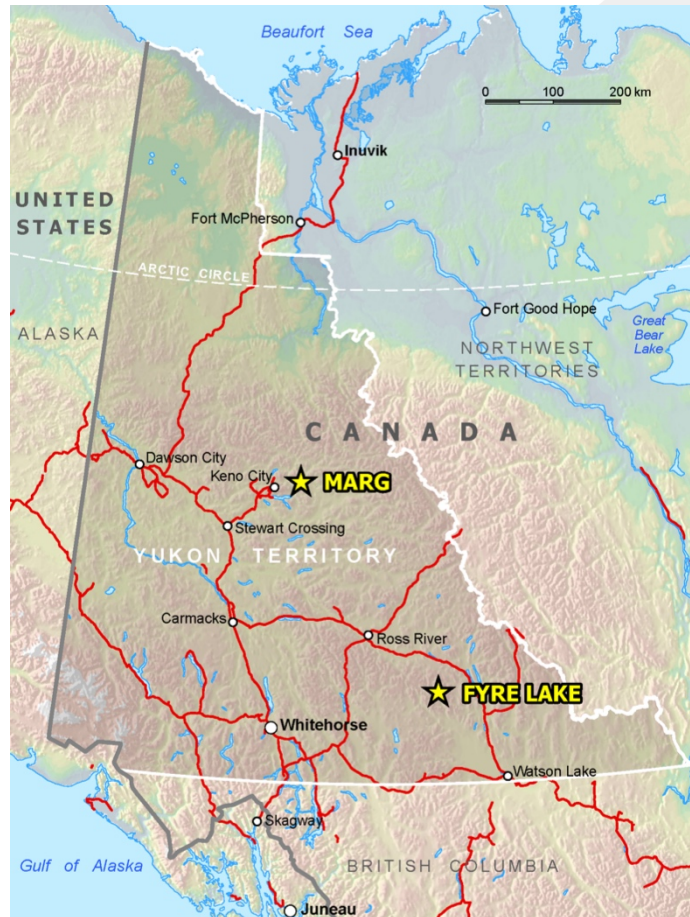 Beaufort Sea
0 100 200 km
Inuvik
UNITED
STATES
Fort McPherson
ARCTIC CIRCLE
Fort Good Hope
ALASKA
Great
Bear
Lake
NORTHWEST
TERRITORIES
CANADA
Dawson City
Keno City
MARG
Stewart Crossing
YUKON TERRITORY
Carmacks
Ross River
FYRE LAKE
Whitehorse
Watson Lake
Skagway
Gulf of Alaska
BRITISH COLUMBIA
Juneau